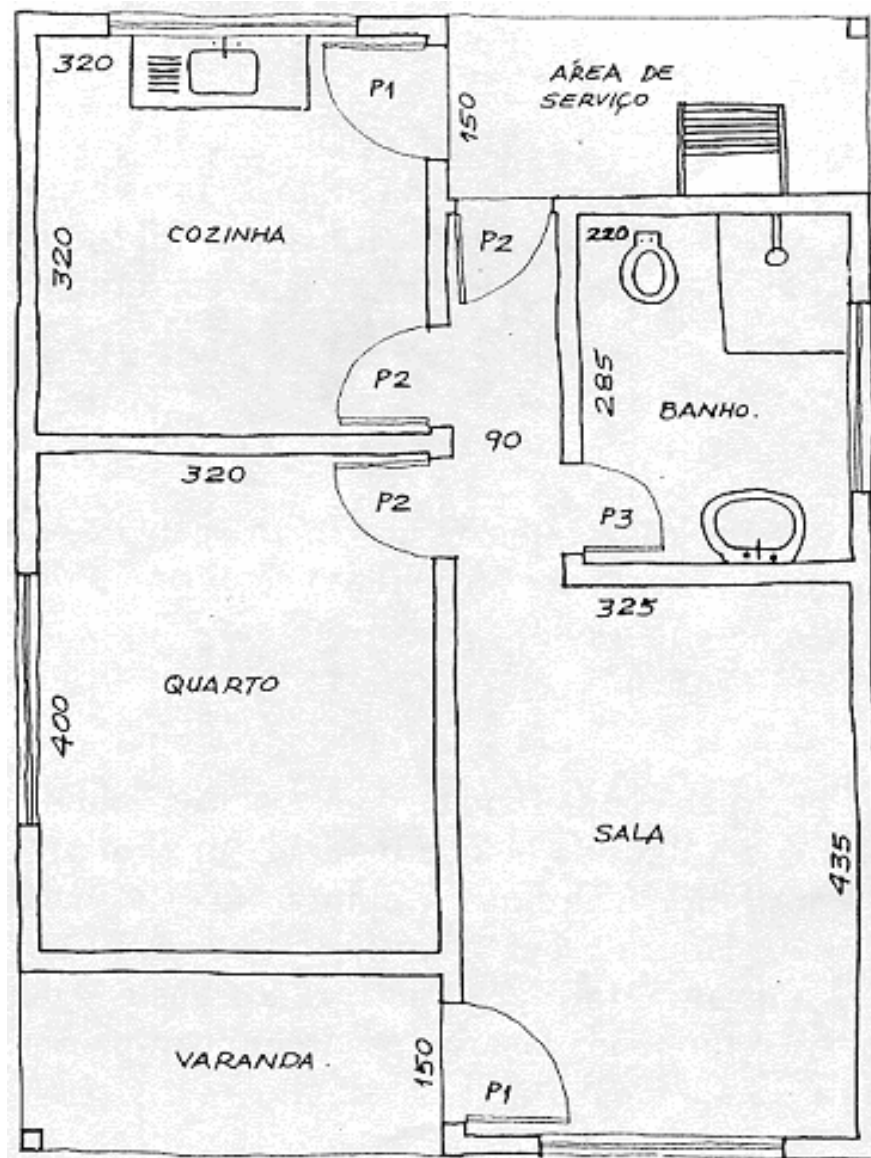 320
P1
ÁREA DE
SERVIÇO
150
COZINHA
320
P2
220
P2
285
BANHO.
90
320
P2
P3
325
QUARTO
400
SALA
435
VARANDA.
150
P1